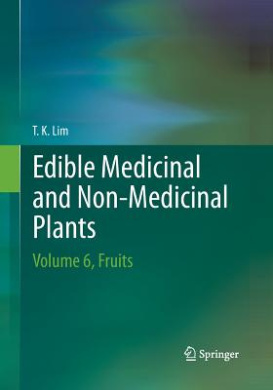 T. K. Lim
Edible Medicinal
and Non-Medicinal
Plants
Volume 6, Fruits
Springer